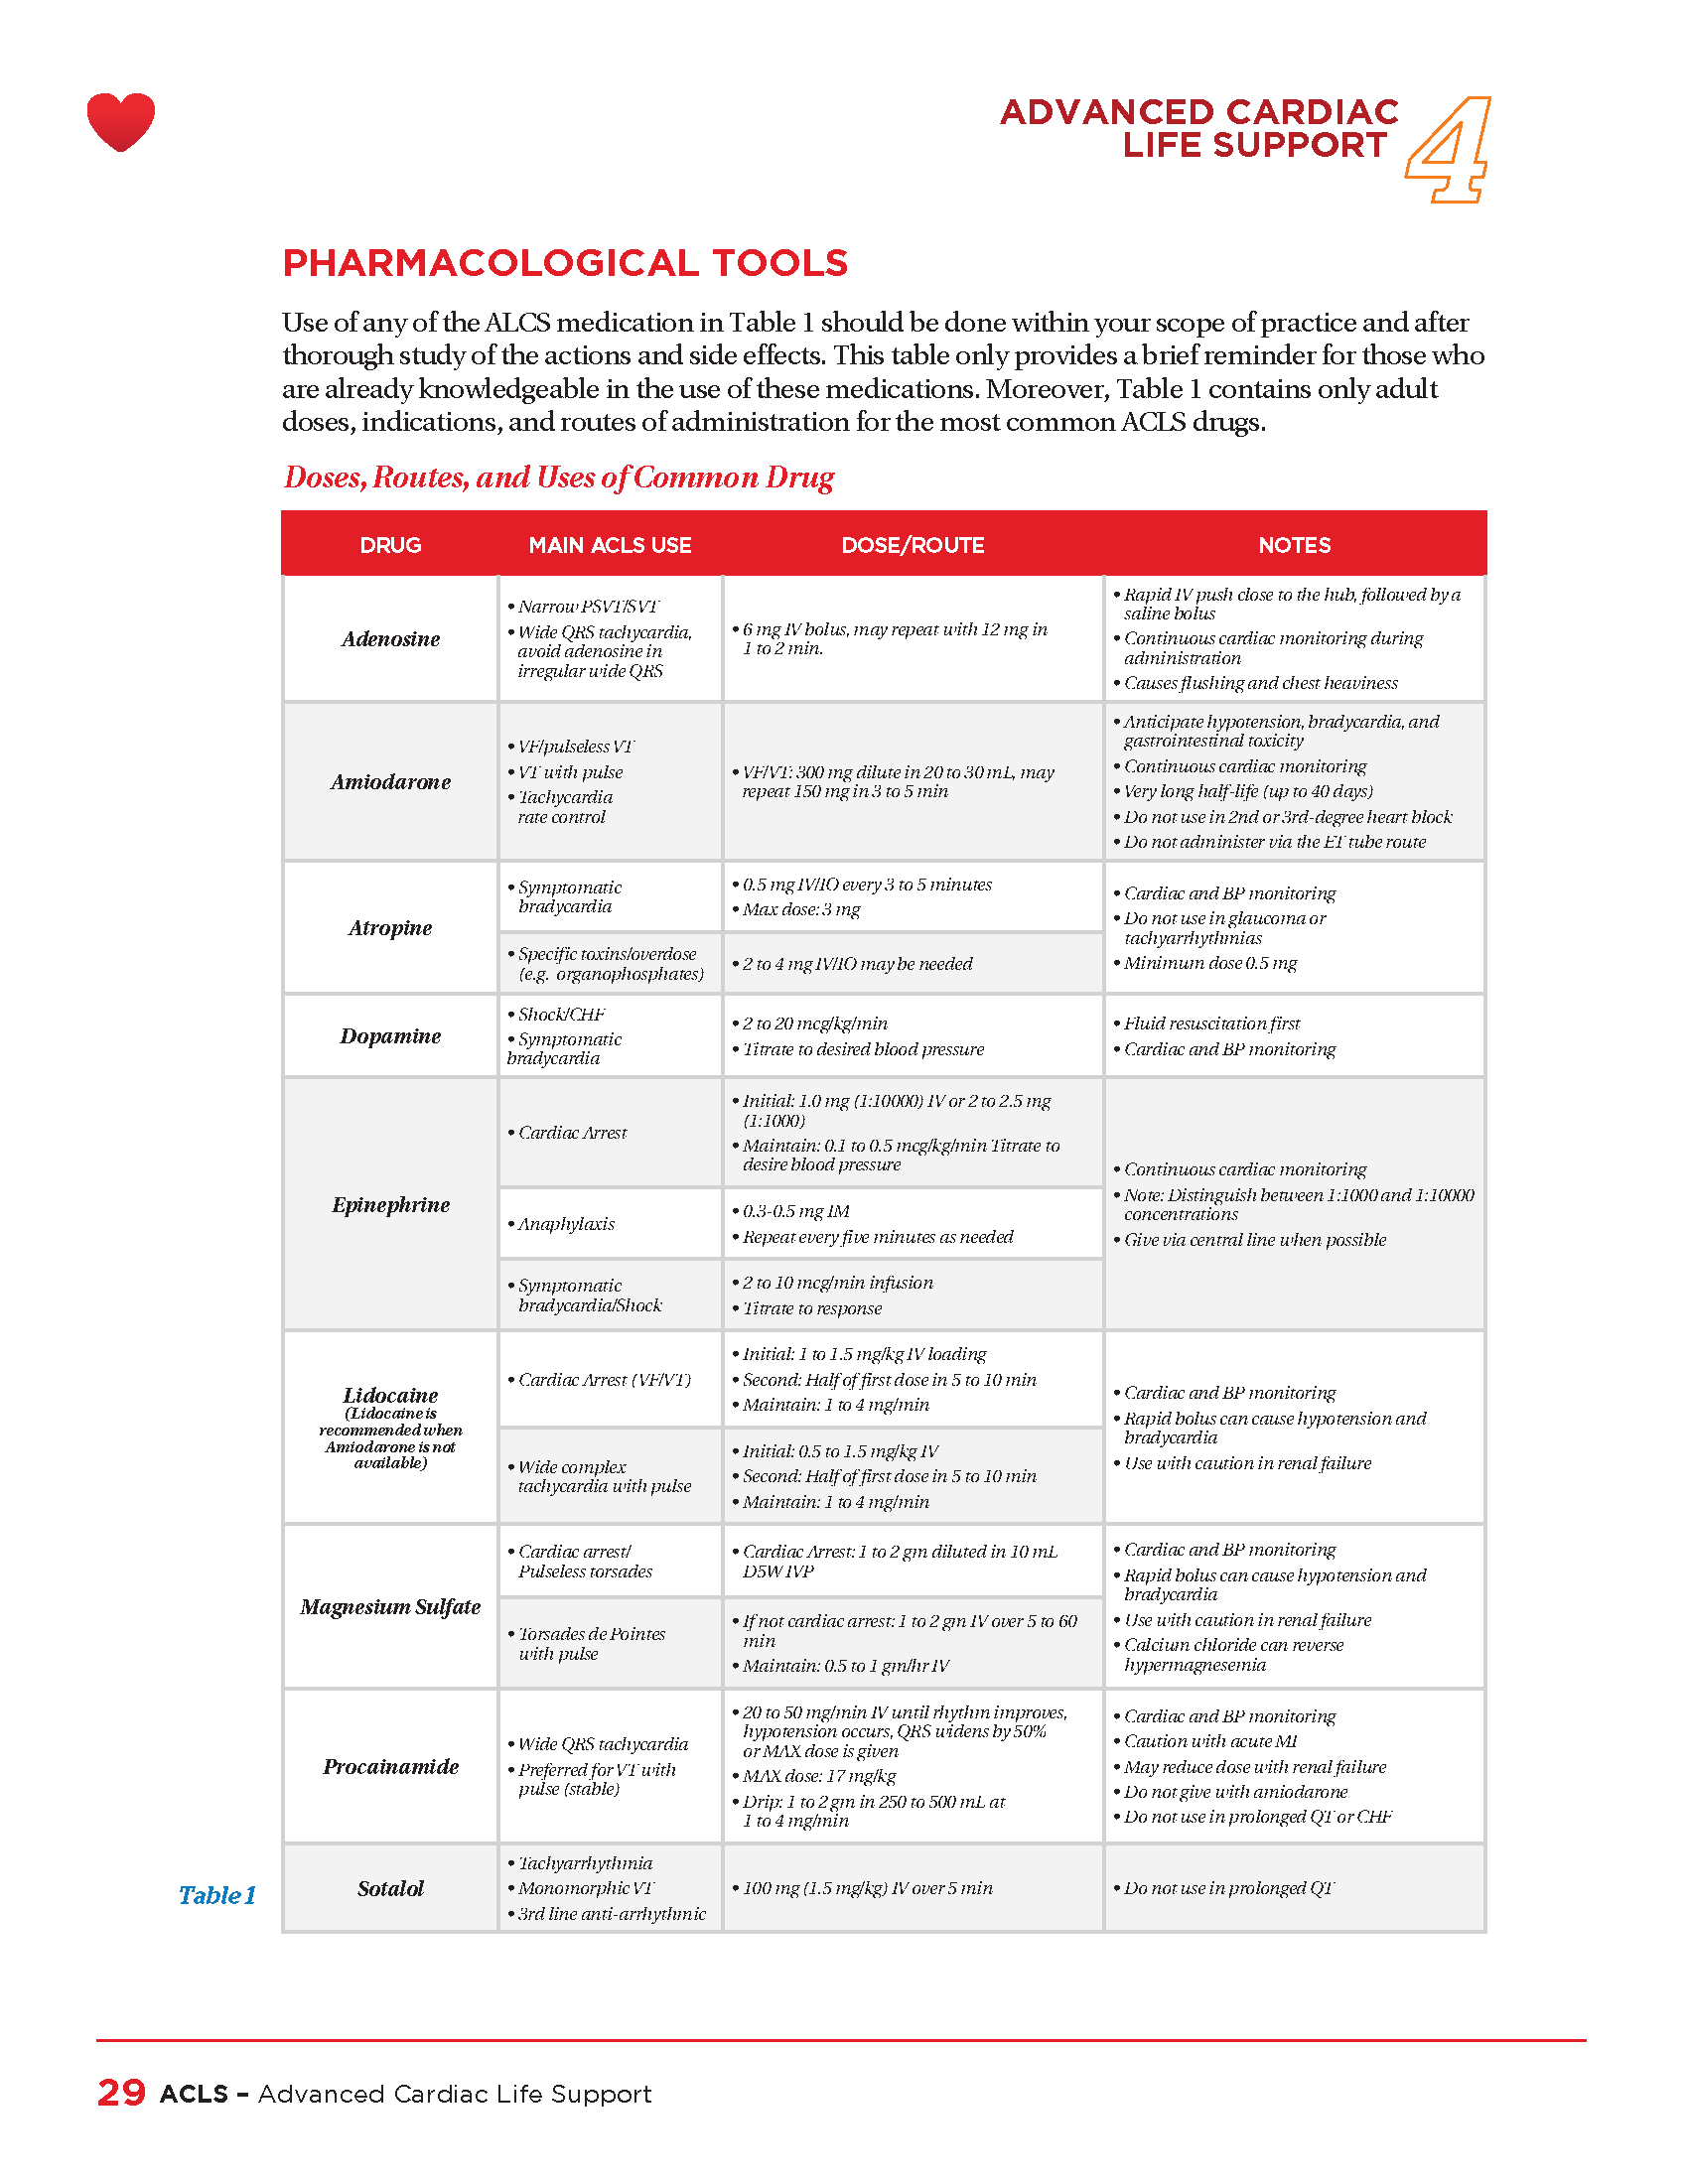 ADVANCED CARDIAC
LIFE SUPPORT
4
PHARMACOLOGICAL TOOLS
Use of any of the ALCS medication in Table 1 should be done within your scope of practice and after
thorough study of the actions and side effects. This table only provides a brief reminder for those who
are already knowledgeable in the use of these medications. Moreover, Table 1 contains only adult
doses, indications, and routes of administration for the most common ACLS drugs.
Doses, Routes, and Uses of Common Drug
DRUG
MAIN ACLS USE
DOSE/ROUTE
NOTES
Adenosine
• Narrow PSVT/SVT
• Wide QRS tachycardia,
avoid adenosine in
irregular wide QRS
• 6 mg IV bolus, may repeat with 12 mg in
1 to 2 min.
• Rapid IV push close to the hub, followed by a
saline bolus
• Continuous cardiac monitoring during
administration
• Causes flushing and chest heaviness
Amiodarone
• VF/pulseless VT
• VT with pulse
• Tachycardia
rate control
• VF/VT: 300 mg dilute in 20 to 30 mL, may
repeat 150 mg in 3 to 5 min
• Anticipate hypotension, bradycardia, and
gastrointestinal toxicity
• Continuous cardiac monitoring
• Very long half-life (up to 40 days)
• Do not use in 2nd or 3rd-degree heart block
• Do not administer via the ET tube route
Atropine
• Symptomatic
bradycardia
• 0.5 mg IV/IO every 3 to 5 minutes
• Max dose: 3 mg
• Specific toxins/overdose
(e.g. organophosphates)
• 2 to 4 mg IV/IO may be needed
• Cardiac and BP monitoring
• Do not use in glaucoma or
tachyarrhythmias
• Minimum dose 0.5 mg
Dopamine
• Shock/CHF
• Symptomatic
bradycardia
• 2 to 20 mcg/kg/min
• Titrate to desired blood pressure
• Fluid resuscitation first
• Cardiac and BP monitoring
Epinephrine
• Cardiac Arrest
• Initial: 1.0 mg (1:10000) IV or 2 to 2.5 mg
(1:1000)
• Maintain: 0.1 to 0.5 mcg/kg/min Titrate to
desire blood pressure
• Anaphylaxis
• 0.3-0.5 mg IM
• Repeat every five minutes as needed
• Symptomatic
bradycardia/Shock
• 2 to 10 mcg/min infusion
• Titrate to response
• Continuous cardiac monitoring
• Note: Distinguish between 1:1000 and 1:10000
concentrations
• Give via central line when possible
Lidocaine
(Lidocaine is
recommended when
Amiodarone is not
available)
• Cardiac Arrest (VF/VT)
• Initial: 1 to 1.5 mg/kg IV loading
• Second: Half of first dose in 5 to 10 min
• Maintain: 1 to 4 mg/min
• Wide complex
tachycardia with pulse
• Initial: 0.5 to 1.5 mg/kg IV
• Second: Half of first dose in 5 to 10 min
• Maintain: 1 to 4 mg/min
• Cardiac and BP monitoring
• Rapid bolus can cause hypotension and
bradycardia
• Use with caution in renal failure
Magnesium Sulfate
• Cardiac arrest/
Pulseless torsades
• Cardiac Arrest: 1 to 2 gm diluted in 10 mL
D5W IVP
• Torsades de Pointes
with pulse
• If not cardiac arrest: 1 to 2 gm IV over 5 to 60
min
• Maintain: 0.5 to 1 gm/hr IV
• Cardiac and BP monitoring
• Rapid bolus can cause hypotension and
bradycardia
• Use with caution in renal failure
• Calcium chloride can reverse
hypermagnesemia
Procainamide
• Wide QRS tachycardia
• Preferred for VT with
pulse (stable)
• 20 to 50 mg/min IV until rhythm improves,
hypotension occurs, QRS widens by 50%
or MAX dose is given
• MAX dose: 17 mg/kg
• Drip: 1 to 2 gm in 250 to 500 mL at
1 to 4 mg/min
• Cardiac and BP monitoring
• Caution with acute MI
• May reduce dose with renal failure
• Do not give with amiodarone
• Do not use in prolonged QT or CHF
Sotalol
• Tachyarrhythmia
• Monomorphic VT
• 3rd line anti-arrhythmic
• 100 mg (1.5 mg/kg) IV over 5 min
• Do not use in prolonged QT
Table 1
29 ACLS – Advanced Cardiac Life Support